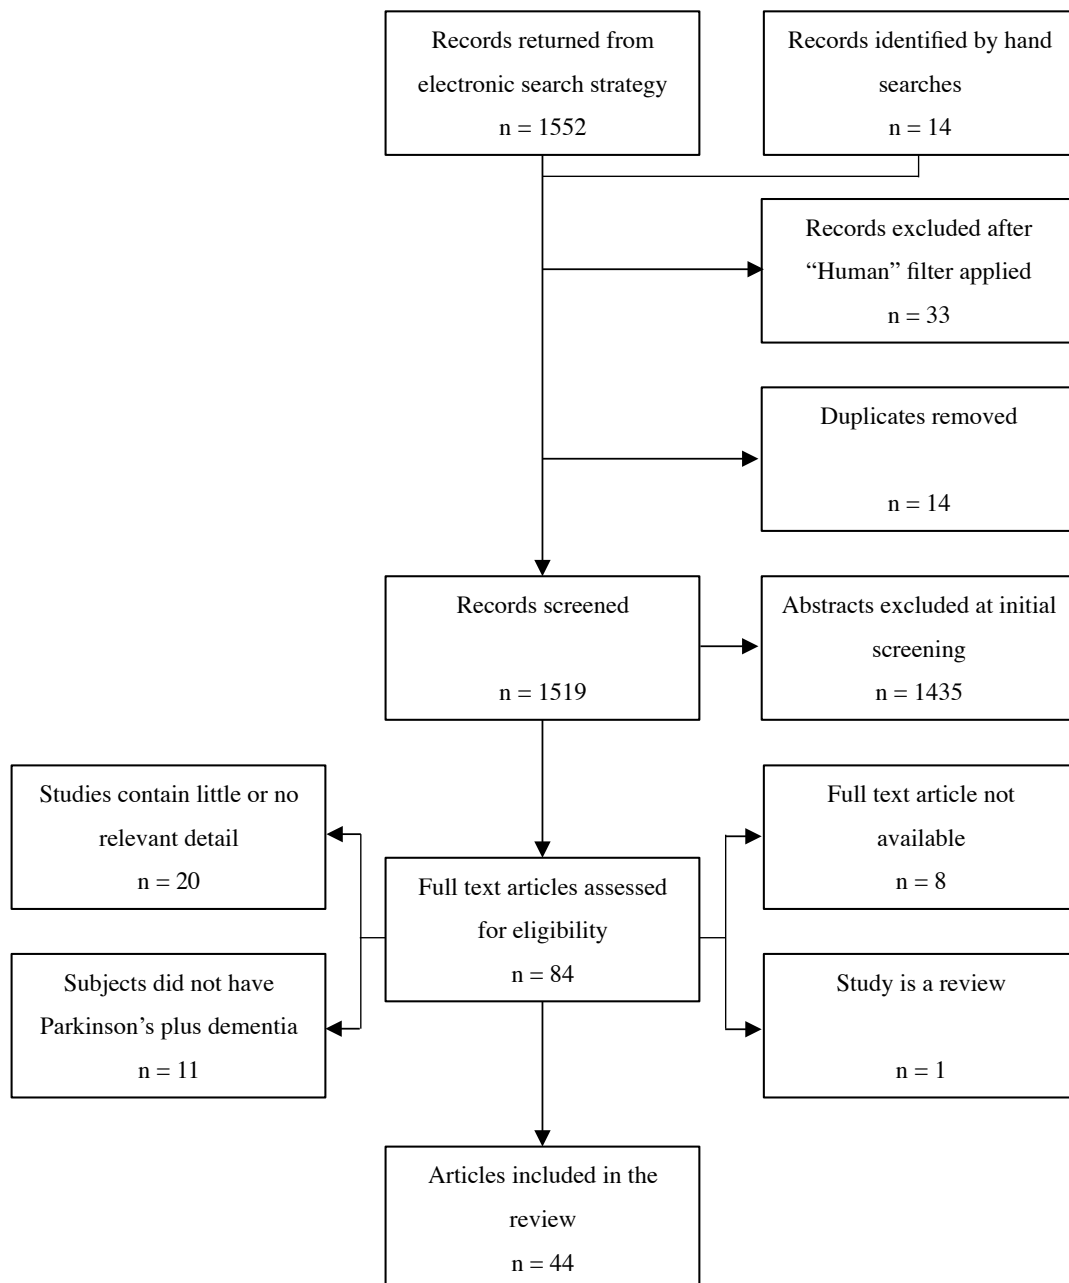 Records returned from
electronic search strategy
n = 1552
Records identified by hand
searches
n = 14
Records excluded after
“Human” filter applied
n = 33
Duplicates removed
n = 14
Records screened
n = 1519
Abstracts excluded at initial
screening
n = 1435
Studies contain little or no
relevant detail
n = 20
Full text article not
available
n = 8
Full text articles assessed
for eligibility
n = 84
Subjects did not have
Parkinson’s plus dementia
n = 11
Study is a review
n = 1
Articles included in the
review
n = 44